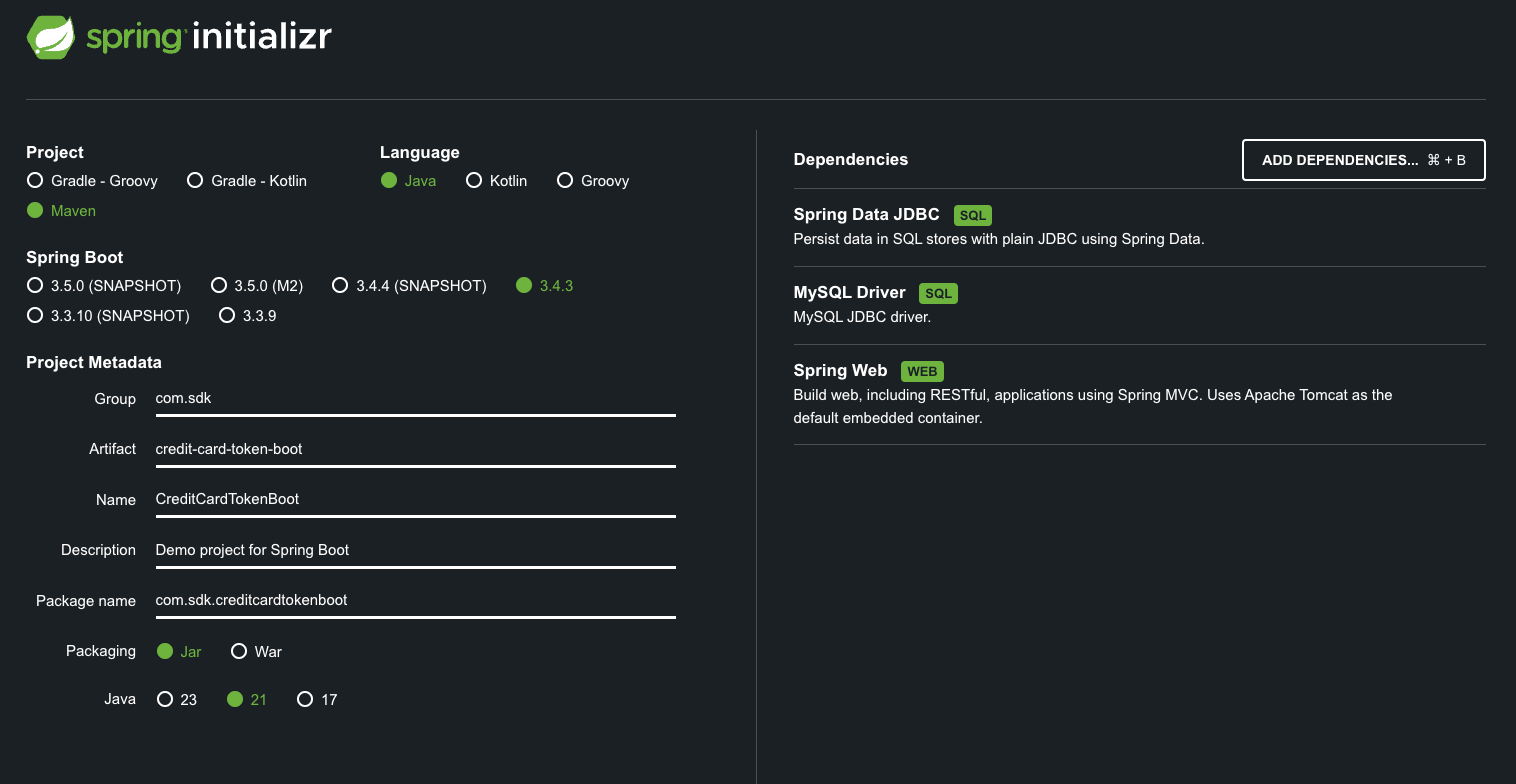 spring initializr
Project
Gradle - Groovy Gradle - Kotlin
Maven
Language
Java Kotlin Groovy
Spring Boot
3.5.0 (SNAPSHOT) 3.5.0 (M2) 3.4.4 (SNAPSHOT) 3.4.3
3.3.10 (SNAPSHOT) 3.3.9
Project Metadata
Group com.sdk
Artifact credit-card-token-boot
Name CreditCardTokenBoot
Description Demo project for Spring Boot
Package name com.sdk.creditcardtokenboot
Packaging Jar War
Java 23 21 17
Dependencies
ADD DEPENDENCIES... ⌘ + B
Spring Data JDBC SQL
Persist data in SQL stores with plain JDBC using Spring Data.
MySQL Driver SQL
MySQL JDBC driver.
Spring Web WEB
Build web, including RESTful, applications using Spring MVC. Uses Apache Tomcat as the
default embedded container.